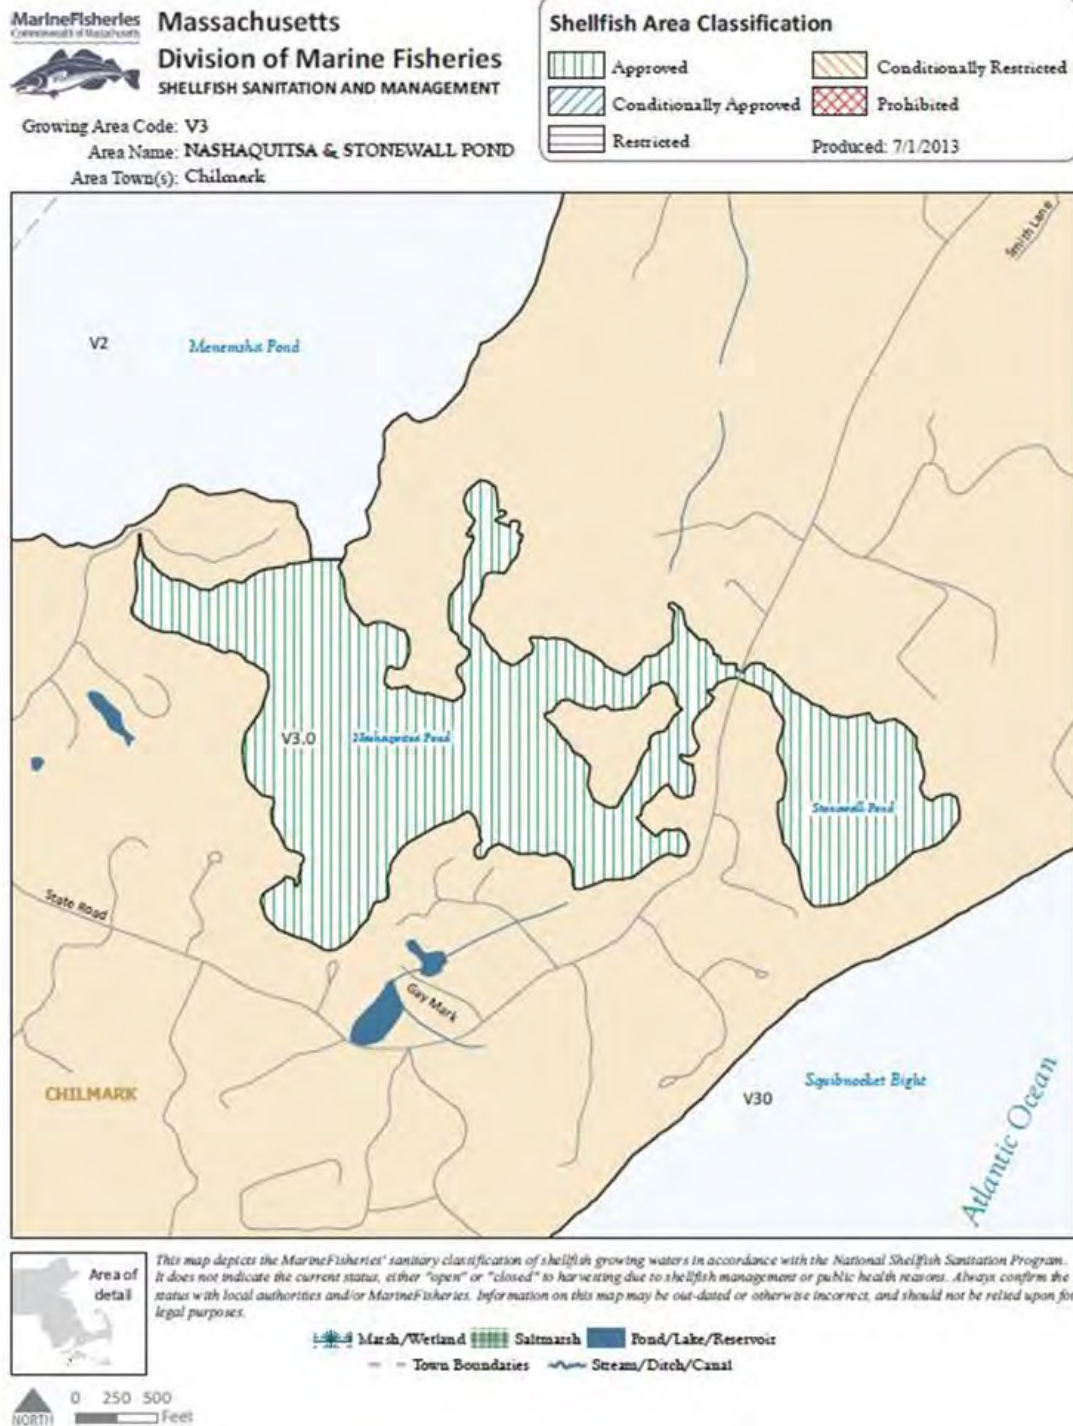 MarineFisheries
Commonwealth of Massachusetts
Massachusetts
Division of Marine Fisheries
SHELLFISH SANITATION AND MANAGEMENT
Growing Area Code: V3
Area Name: NASHAQUITSA & STONEWALL POND
Area Town(s): Chilmark
Shellfish Area Classification
Approved
Conditionally Restricted
Conditionally Approved
Prohibited
Restricted
Produced: 7/1/2013
Smith Lane
V2
Menemsha Pond
V3.0
Nashaquitsa Pond
Stonewall Pond
State Road
Gay Mark
CHILMARK
Squibnocket Bight
V30
Atlantic Ocean
Area of
detail
This map depicts the MarineFisheries' sanitary classification of shellfish growing waters in accordance with the National Shellfish Sanitation Program.
It does not indicate the current status, either "open" or "closed" to harvesting due to shellfish management or public health reasons. Always confirm the
status with local authorities and/or MarineFisheries. Information on this map may be out-dated or otherwise incorrect, and should not be relied upon for
legal purposes.
Marsh/Wetland Saltmarsh Pond/Lake/Reservoir
Town Boundaries Stream/Ditch/Canal
NORTH
0 250 500
Feet